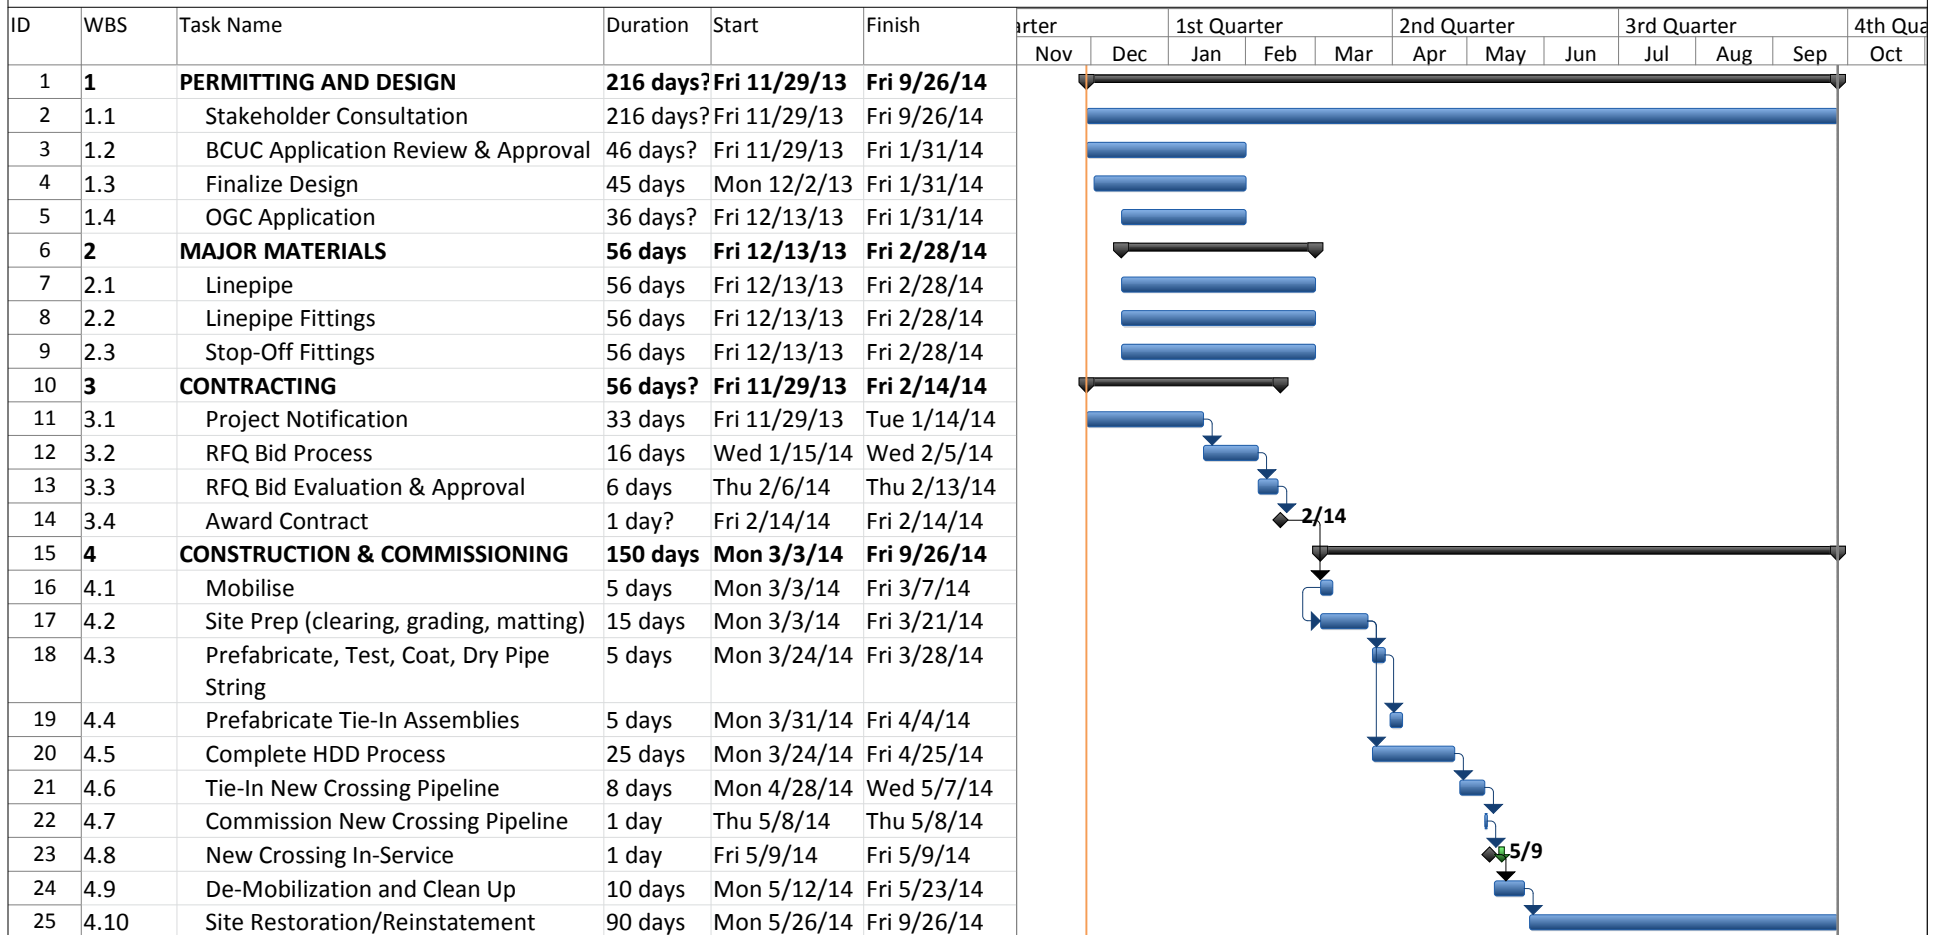 ID WBS Task Name Duration Start Finish arter 1st Quarter 2nd Quarter 3rd Quarter 4th Qua
Nov Dec Jan Feb Mar Apr May Jun Jul Aug Sep Oct
1 1 PERMITTING AND DESIGN 216 days? Fri 11/29/13 Fri 9/26/14
2 1.1 Stakeholder Consultation 216 days? Fri 11/29/13 Fri 9/26/14
3 1.2 BCUC Application Review & Approval 46 days? Fri 11/29/13 Fri 1/31/14
4 1.3 Finalize Design 45 days Mon 12/2/13 Fri 1/31/14
5 1.4 OGC Application 36 days? Fri 12/13/13 Fri 1/31/14
6 2 MAJOR MATERIALS 56 days Fri 12/13/13 Fri 2/28/14
7 2.1 Linepipe 56 days Fri 12/13/13 Fri 2/28/14
8 2.2 Linepipe Fittings 56 days Fri 12/13/13 Fri 2/28/14
9 2.3 Stop-Off Fittings 56 days Fri 12/13/13 Fri 2/28/14
10 3 CONTRACTING 56 days? Fri 11/29/13 Fri 2/14/14
11 3.1 Project Notification 33 days Fri 11/29/13 Tue 1/14/14
12 3.2 RFQ Bid Process 16 days Wed 1/15/14 Wed 2/5/14
13 3.3 RFQ Bid Evaluation & Approval 6 days Thu 2/6/14 Thu 2/13/14
14 3.4 Award Contract 1 day? Fri 2/14/14 Fri 2/14/14 2/14
15 4 CONSTRUCTION & COMMISSIONING 150 days Mon 3/3/14 Fri 9/26/14
16 4.1 Mobilise 5 days Mon 3/3/14 Fri 3/7/14
17 4.2 Site Prep (clearing, grading, matting) 15 days Mon 3/3/14 Fri 3/21/14
18 4.3 Prefabricate, Test, Coat, Dry Pipe 5 days Mon 3/24/14 Fri 3/28/14
String
19 4.4 Prefabricate Tie-In Assemblies 5 days Mon 3/31/14 Fri 4/4/14
20 4.5 Complete HDD Process 25 days Mon 3/24/14 Fri 4/25/14
21 4.6 Tie-In New Crossing Pipeline 8 days Mon 4/28/14 Wed 5/7/14
22 4.7 Commission New Crossing Pipeline 1 day Thu 5/8/14 Thu 5/8/14
23 4.8 New Crossing In-Service 1 day Fri 5/9/14 Fri 5/9/14 5/9
24 4.9 De-Mobilization and Clean Up 10 days Mon 5/12/14 Fri 5/23/14
25 4.10 Site Restoration/Reinstatement 90 days Mon 5/26/14 Fri 9/26/14